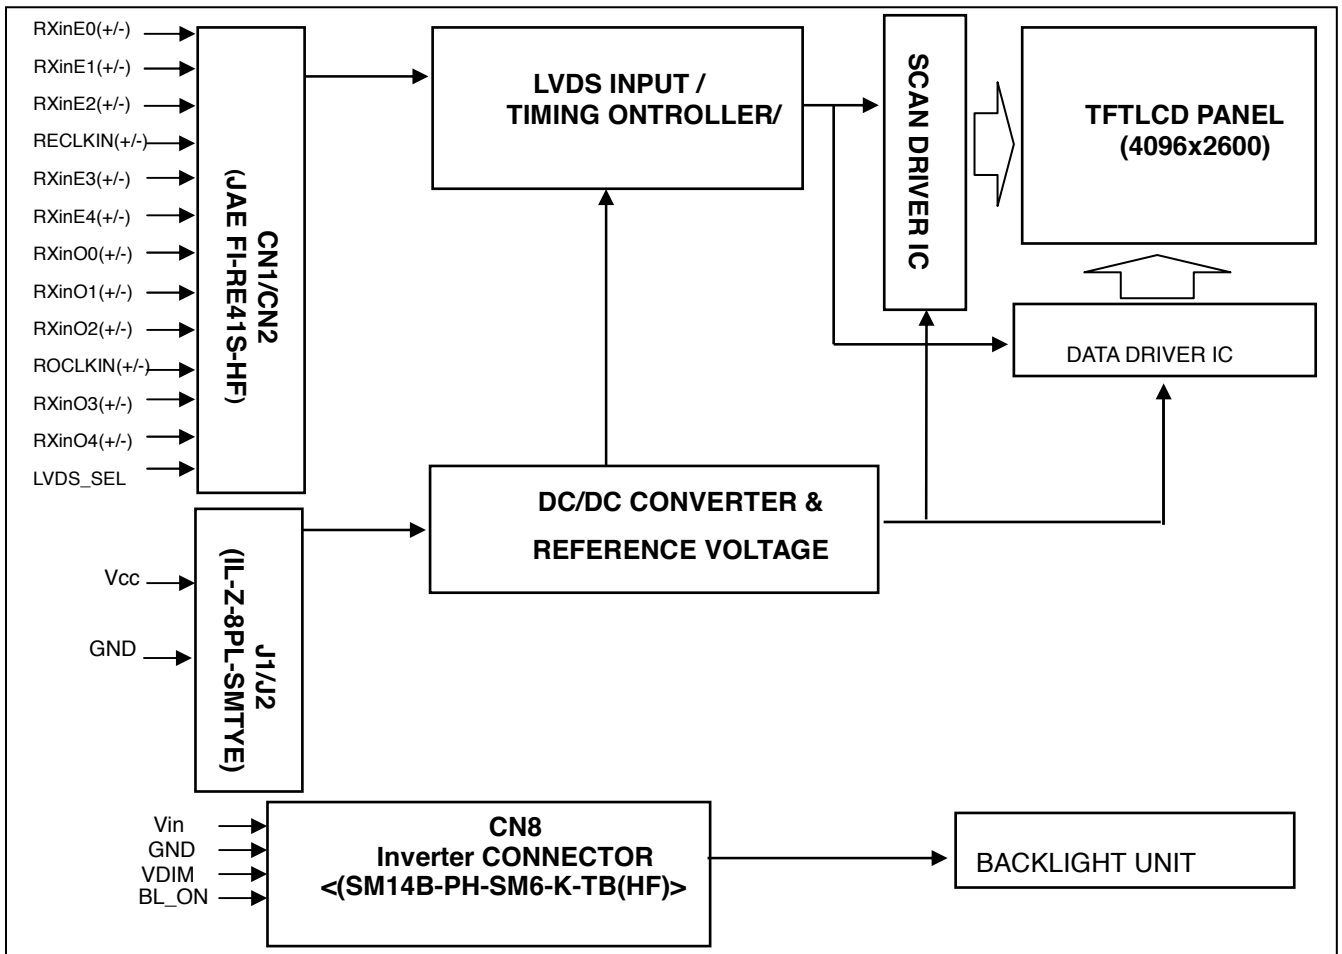 RXinE0(+/-)
RXinE1(+/-)
RXinE2(+/-)
RECLKIN(+/-)
RXinE3(+/-)
RXinE4(+/-)
RXinO0(+/-)
RXinO1(+/-)
RXinO2(+/-)
ROCLKIN(+/-)
RXinO3(+/-)
RXinO4(+/-)
LVDS_SEL
CN1/CN2
(JAE FI-RE41S-HF)
LVDS INPUT /
TIMING ONTROLLER/
SCAN DRIVER IC
TFTLCD PANEL
(4096x2600)
DATA DRIVER IC
Vcc
GND
J1/J2
(IL-Z-8PL-SMTYE)
DC/DC CONVERTER &
REFERENCE VOLTAGE
Vin
GND
VDIM
BL_ON
CN8
Inverter CONNECTOR
<(SM14B-PH-SM6-K-TB(HF)>
BACKLIGHT UNIT